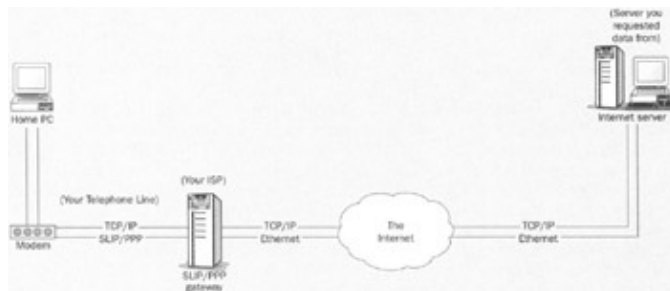 (Server you
requested
data from)
Home PC
Internet server
(Your Telephone Line)
(Your ISP)
TCP/IP
SLIP/PPP
Modem
SLIP/PPP
gateway
TCP/IP
Ethernet
The
Internet
TCP/IP
Ethernet